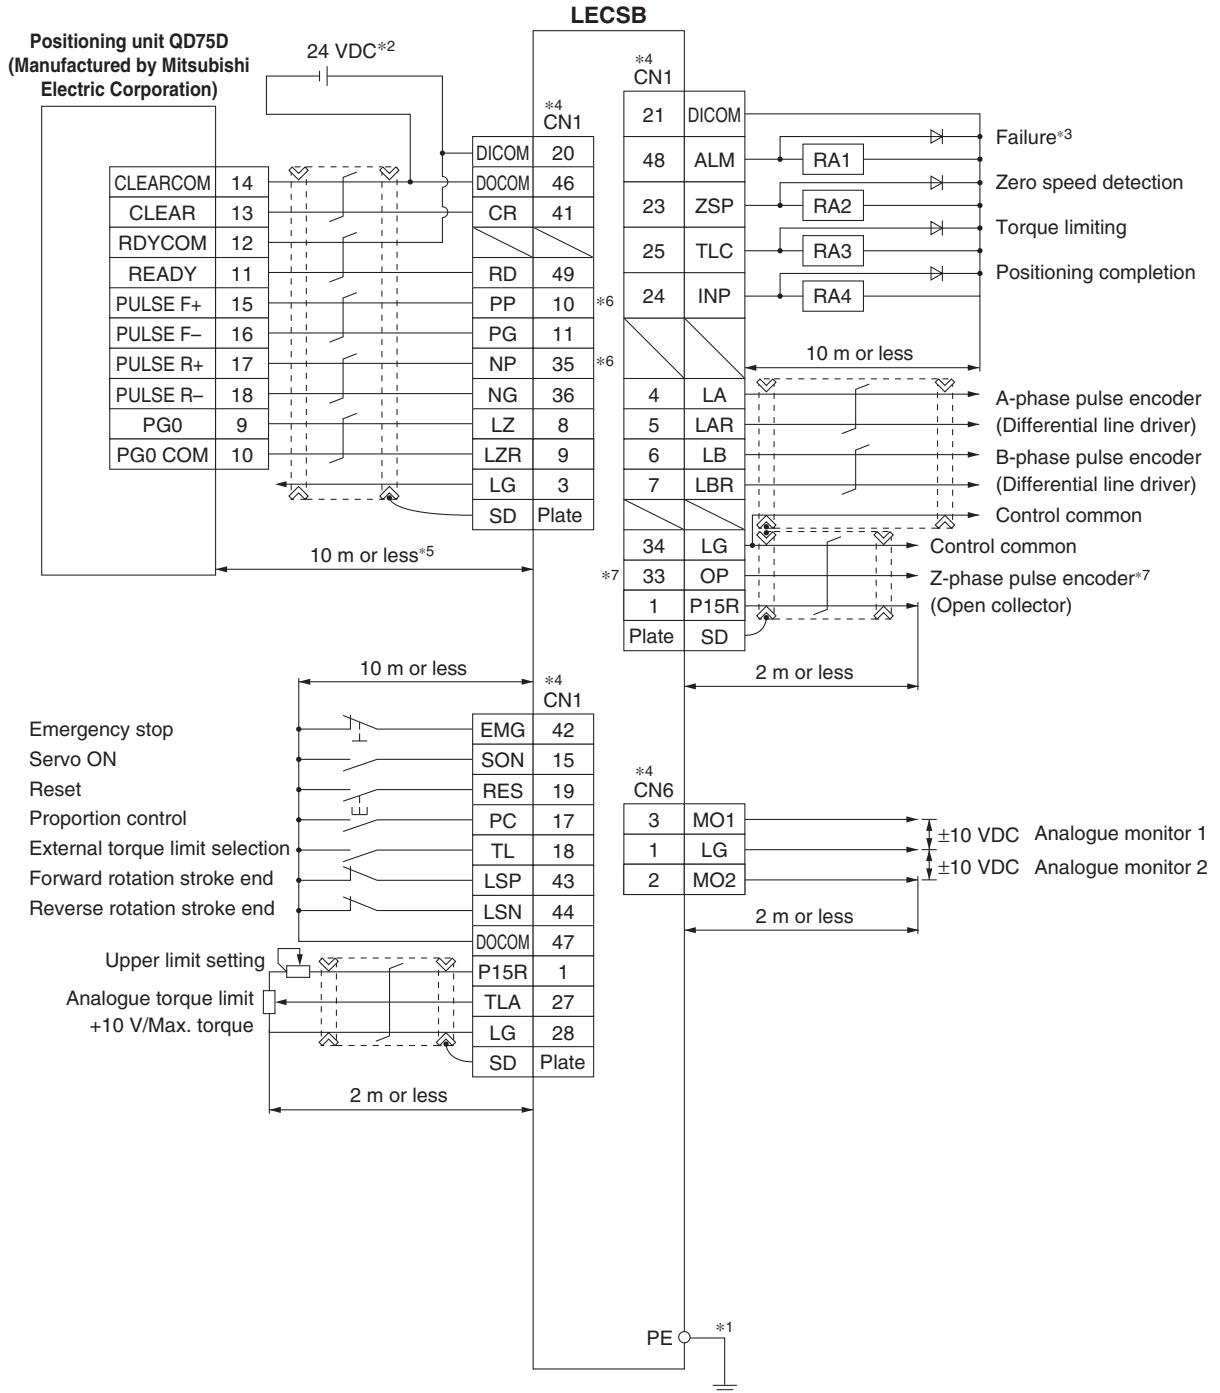 LECSB
Positioning unit QD75D
(Manufactured by Mitsubishi
Electric Corporation)
24 VDC*2
*4
CN1
DICOM 20
CLEARCOM 14 DOCOM 46
CLEAR 13 CR 41
RDYCOM 12
READY 11 RD 49
PULSE F+ 15 PP 10 *6
PULSE F– 16 PG 11
PULSE R+ 17 NP 35 *6
PULSE R– 18 NG 36
PG0 9 LZ 8
PG0 COM 10 LZR 9
LG 3
SD Plate
10 m or less*5
*4
CN1
21 DICOM
48 ALM RA1 Failure*3
23 ZSP RA2 Zero speed detection
25 TLC RA3 Torque limiting
24 INP RA4 Positioning completion
10 m or less
4 LA A-phase pulse encoder
5 LAR (Differential line driver)
6 LB B-phase pulse encoder
7 LBR (Differential line driver)
Control common
34 LG Control common
*7 33 OP Z-phase pulse encoder*7
1 P15R (Open collector)
Plate SD
2 m or less
10 m or less
*4
CN1
Emergency stop EMG 42
Servo ON SON 15
Reset RES 19
Proportion control PC 17
External torque limit selection TL 18
Forward rotation stroke end LSP 43
Reverse rotation stroke end LSN 44
DOCOM 47
Upper limit setting P15R 1
Analogue torque limit TLA 27
+10 V/Max. torque LG 28
SD Plate
2 m or less
*4
CN6
3 MO1
±10 VDC Analogue monitor 1
1 LG
±10 VDC Analogue monitor 2
2 MO2
2 m or less
PE *1